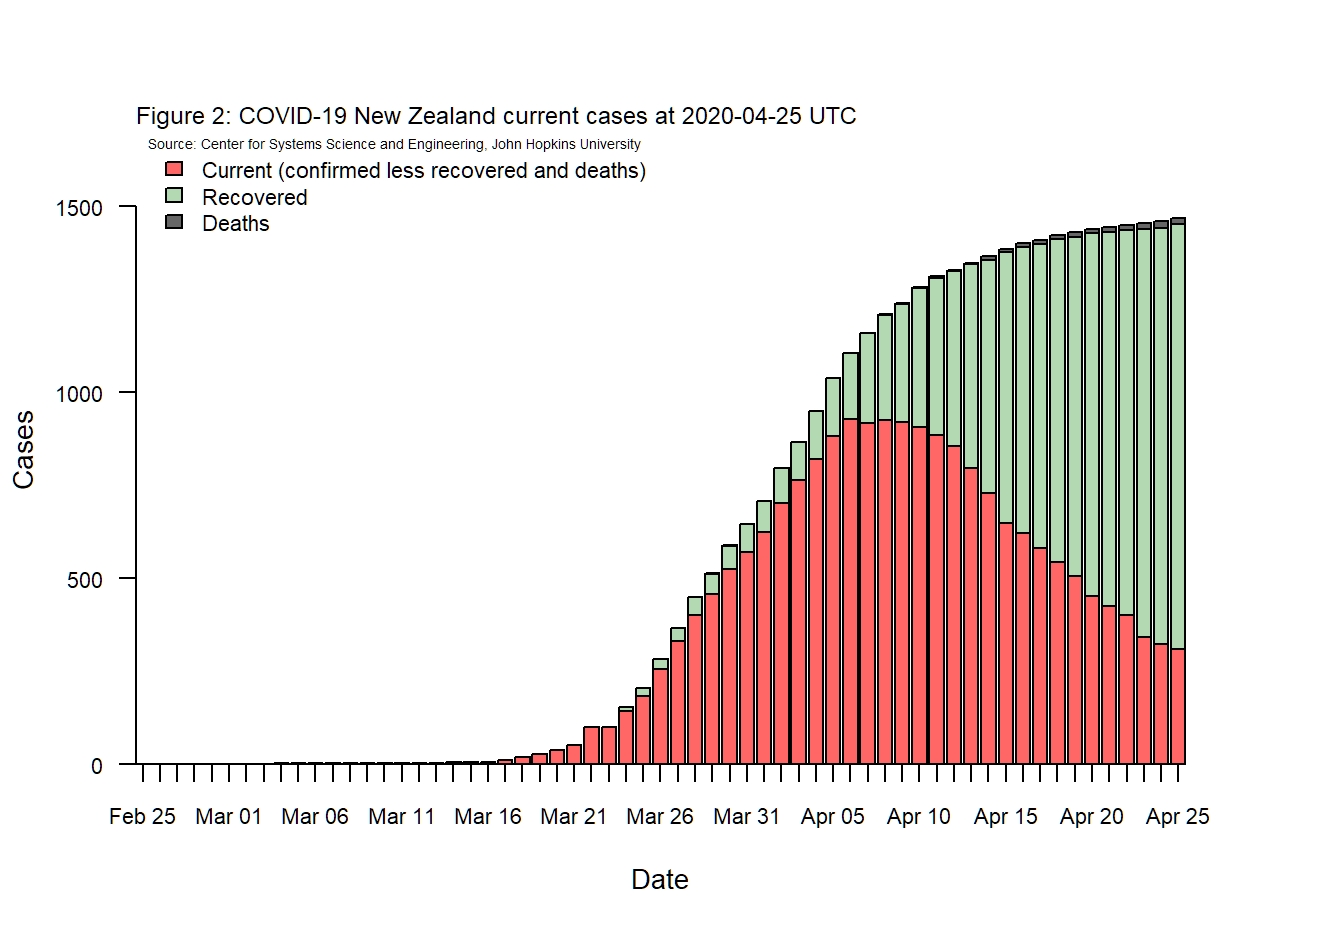 Figure 2: COVID-19 New Zealand current cases at 2020-04-25 UTC
Source: Center for Systems Science and Engineering, John Hopkins University
Current (confirmed less recovered and deaths)
Recovered
Deaths
1500
1000
500
0
Cases
Feb 25 Mar 01 Mar 06 Mar 11 Mar 16 Mar 21 Mar 26 Mar 31 Apr 05 Apr 10 Apr 15 Apr 20 Apr 25
Date